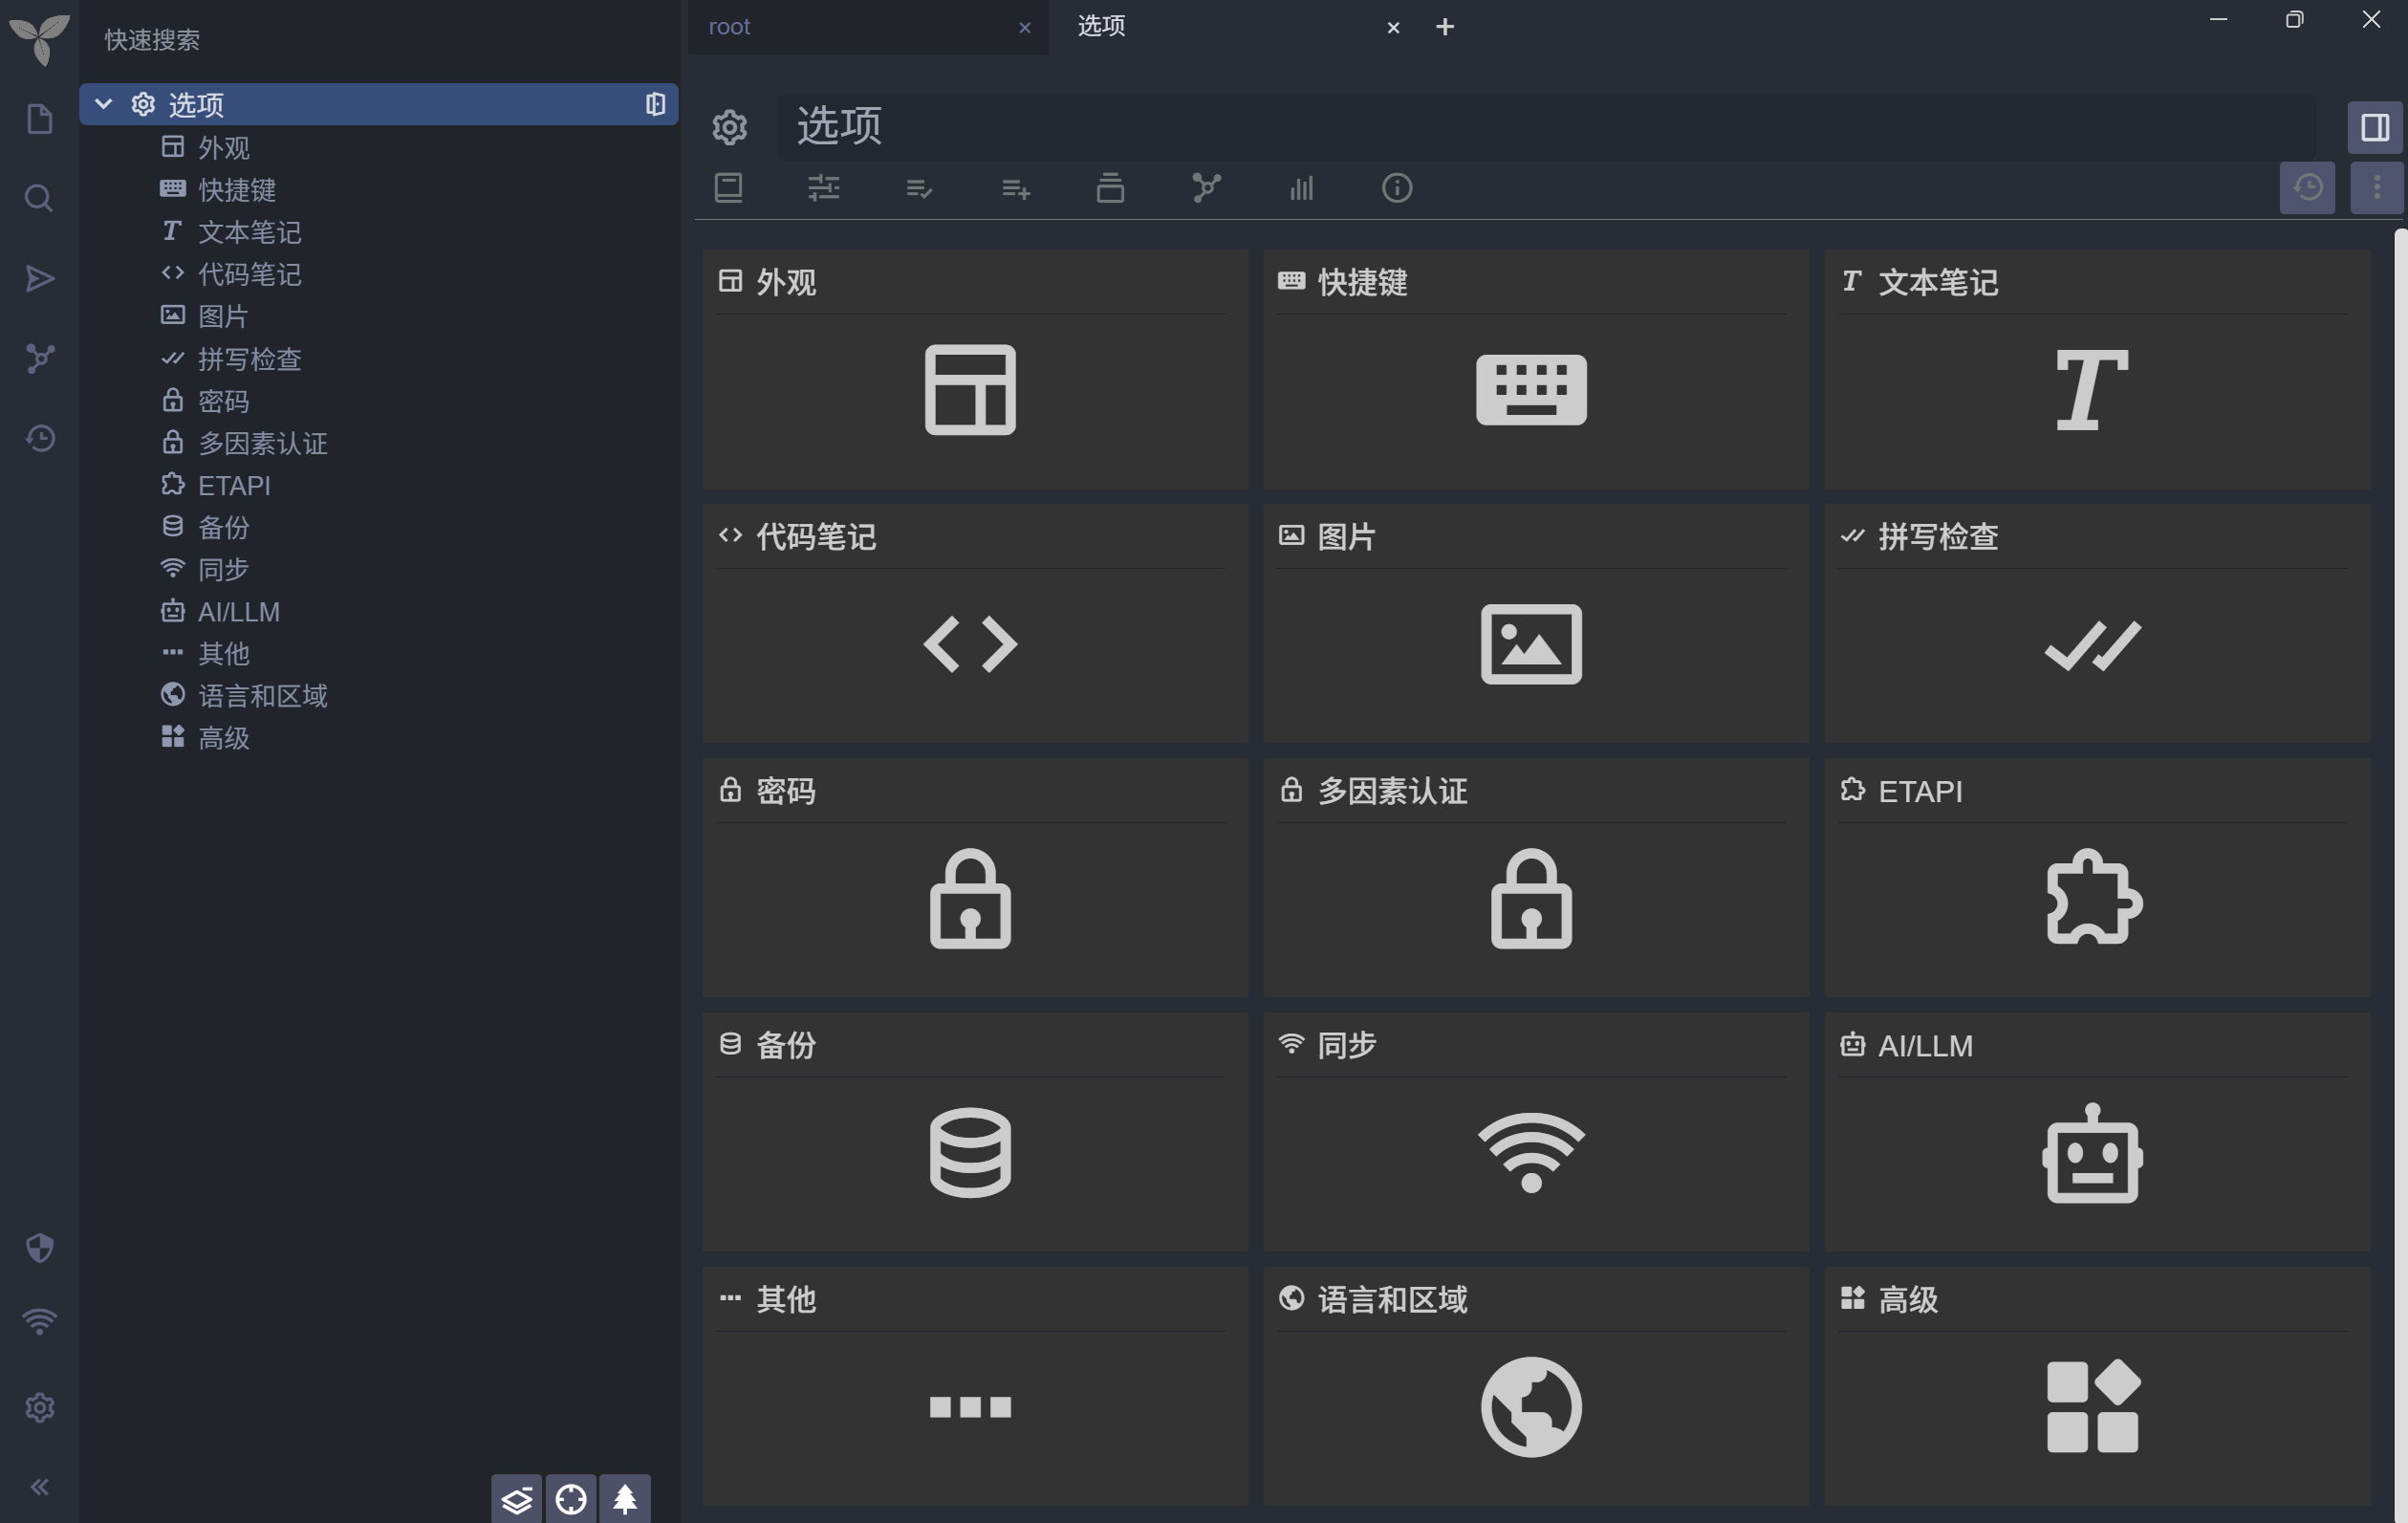 快速搜索
root
选项
选项
外观
快捷键
文本笔记
代码笔记
图片
拼写检查
密码
多因素认证
ETAPI
备份
同步
AI/LLM
其他
语言和区域
高级
选项
外观
快捷键
文本笔记
代码笔记
图片
拼写检查
密码
多因素认证
ETAPI
备份
同步
AI/LLM
其他
语言和区域
高级